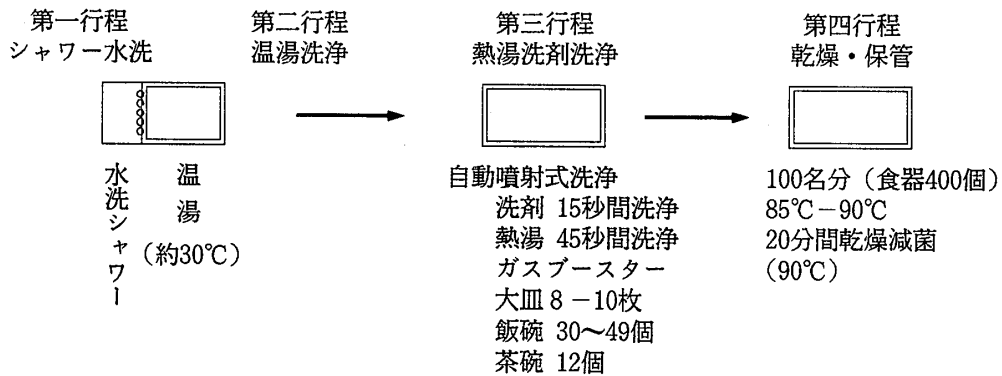 第一行程
シャワー水洗
水洗シャワー
第二行程
温湯洗浄
温湯
(約30℃)
第三行程
熱湯洗剤洗浄
自動噴射式洗浄
洗剤 15秒間洗浄
熱湯 45秒間洗浄
ガスブースター
大皿 8-10枚
飯碗 30〜49個
茶碗 12個
第四行程
乾燥・保管
100名分 (食器400個)
85℃-90℃
20分間乾燥減菌
(90℃)